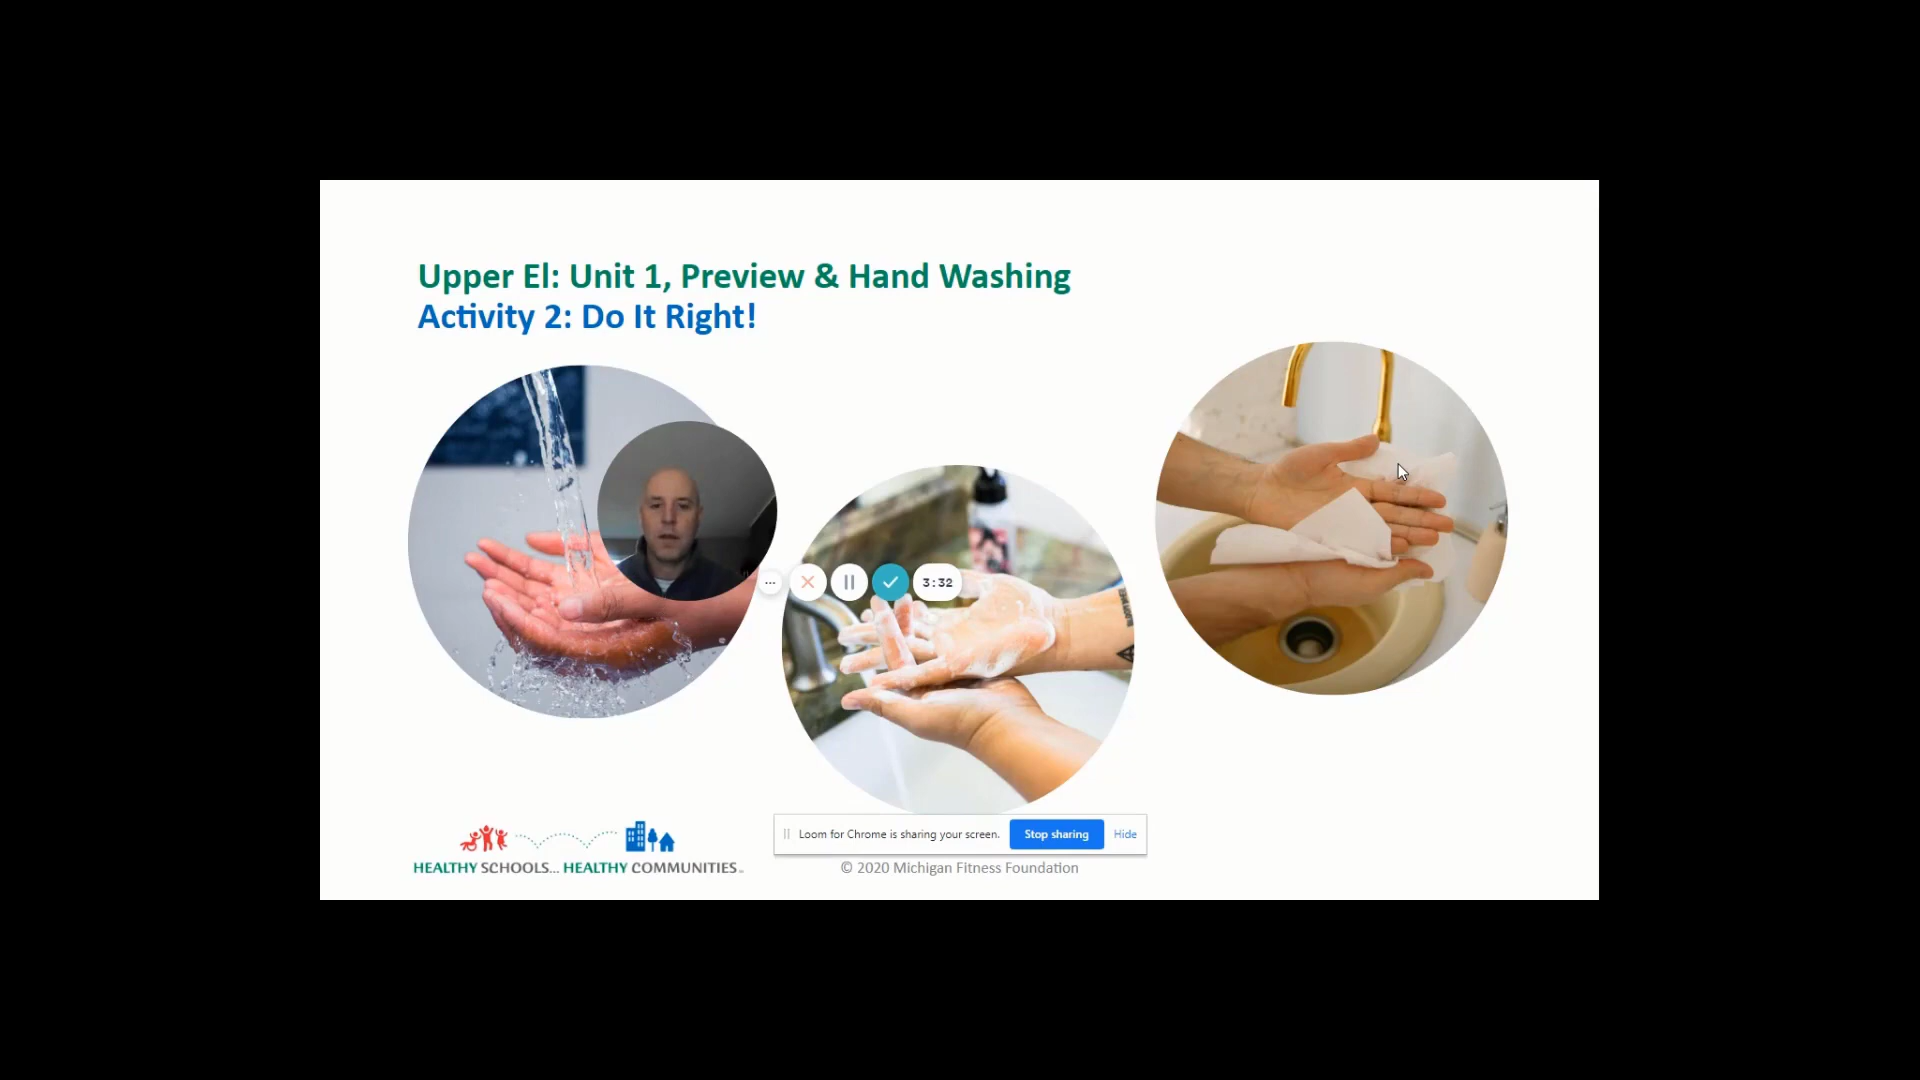 Upper El: Unit 1, Preview & Hand Washing
Activity 2: Do It Right!
3:32
Loom for Chrome is sharing your screen. Stop sharing Hide
HEALTHY SCHOOLS... HEALTHY COMMUNITIES
© 2020 Michigan Fitness Foundation